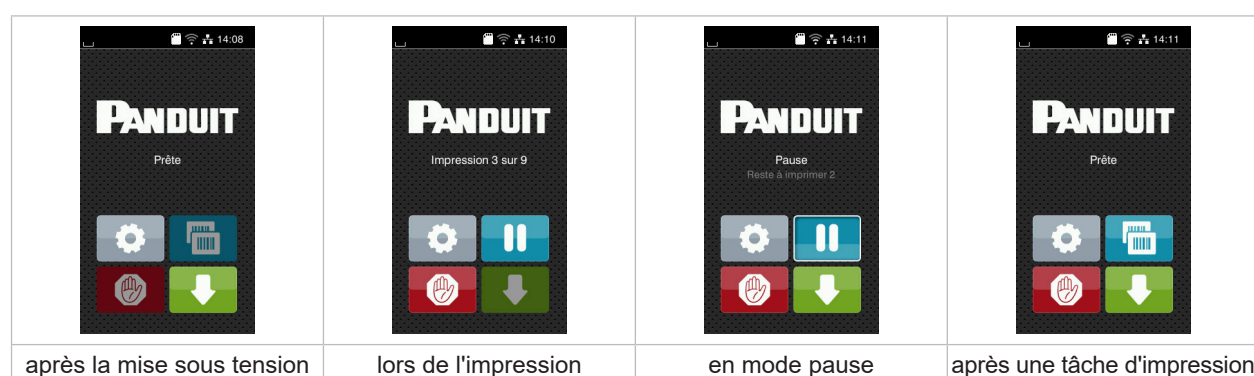 14:08
PANDUIT
Prête
après la mise sous tension
14:10
PANDUIT
Impression 3 sur 9
lors de l'impression
14:11
PANDUIT
Pause
Reste à imprimer 2
en mode pause
14:11
PANDUIT
Prête
après une tâche d'impression